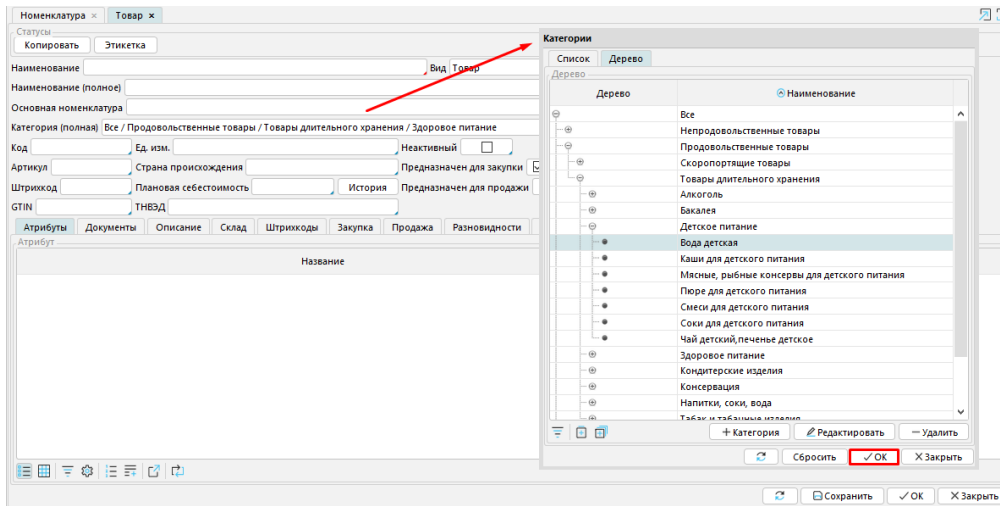 Номенклатура × Товар ×
Статусы
Копировать Этикетка
Наименование Вид Товар
Наименование (полное)
Основная номенклатура
Категория (полная) Все / Продовольственные товары / Товары длительного хранения / Здоровое питание
Код Ед. изм. Неактивный
Артикул Страна происхождения Предназначен для закупки
Штрихкод Плановая себестоимость История Предназначен для продажи
GTIN ТНВЭД
Атрибуты Документы Описание Склад Штрихкоды Закупка Продажа Разновидности
Атрибут
Название
Категории
Список Дерево
Дерево
Дерево Наименование
Все
Непродовольственные товары
Продовольственные товары
Скоропортящие товары
Товары длительного хранения
Алкоголь
Бакалея
Детское питание
Вода детская
Каши для детского питания
Мясные, рыбные консервы для детского питания
Пюре для детского питания
Смеси для детского питания
Соки для детского питания
Чай детский,печенье детское
Здоровое питание
Кондитерские изделия
Консервация
Напитки, соки, вода
Табак и табачные изделия
+ Категория Редактировать — Удалить
Сбросить ОК Закрыть
Сохранить ОК Закрыть